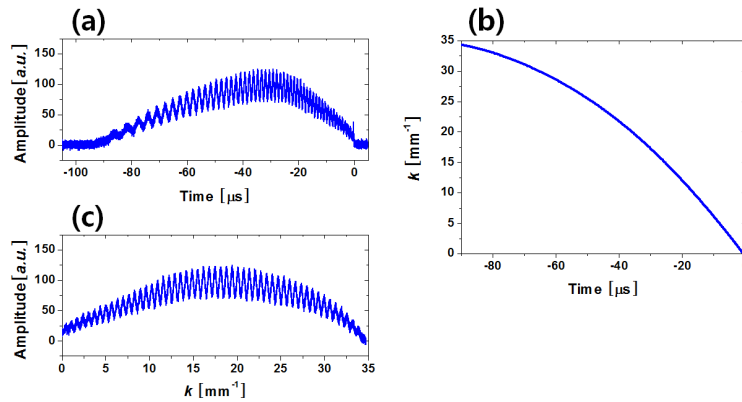 (a)
Amplitude[a.u.]
150
100
50
0
-100 -80 -60 -40 -20 0
Time [μs]
(b)
k [mm⁻¹]
35
30
25
20
15
10
5
0
-80 -60 -40 -20
Time [μs]
(c)
Amplitude[a.u.]
150
100
50
0
0 5 10 15 20 25 30 35
k [mm⁻¹]